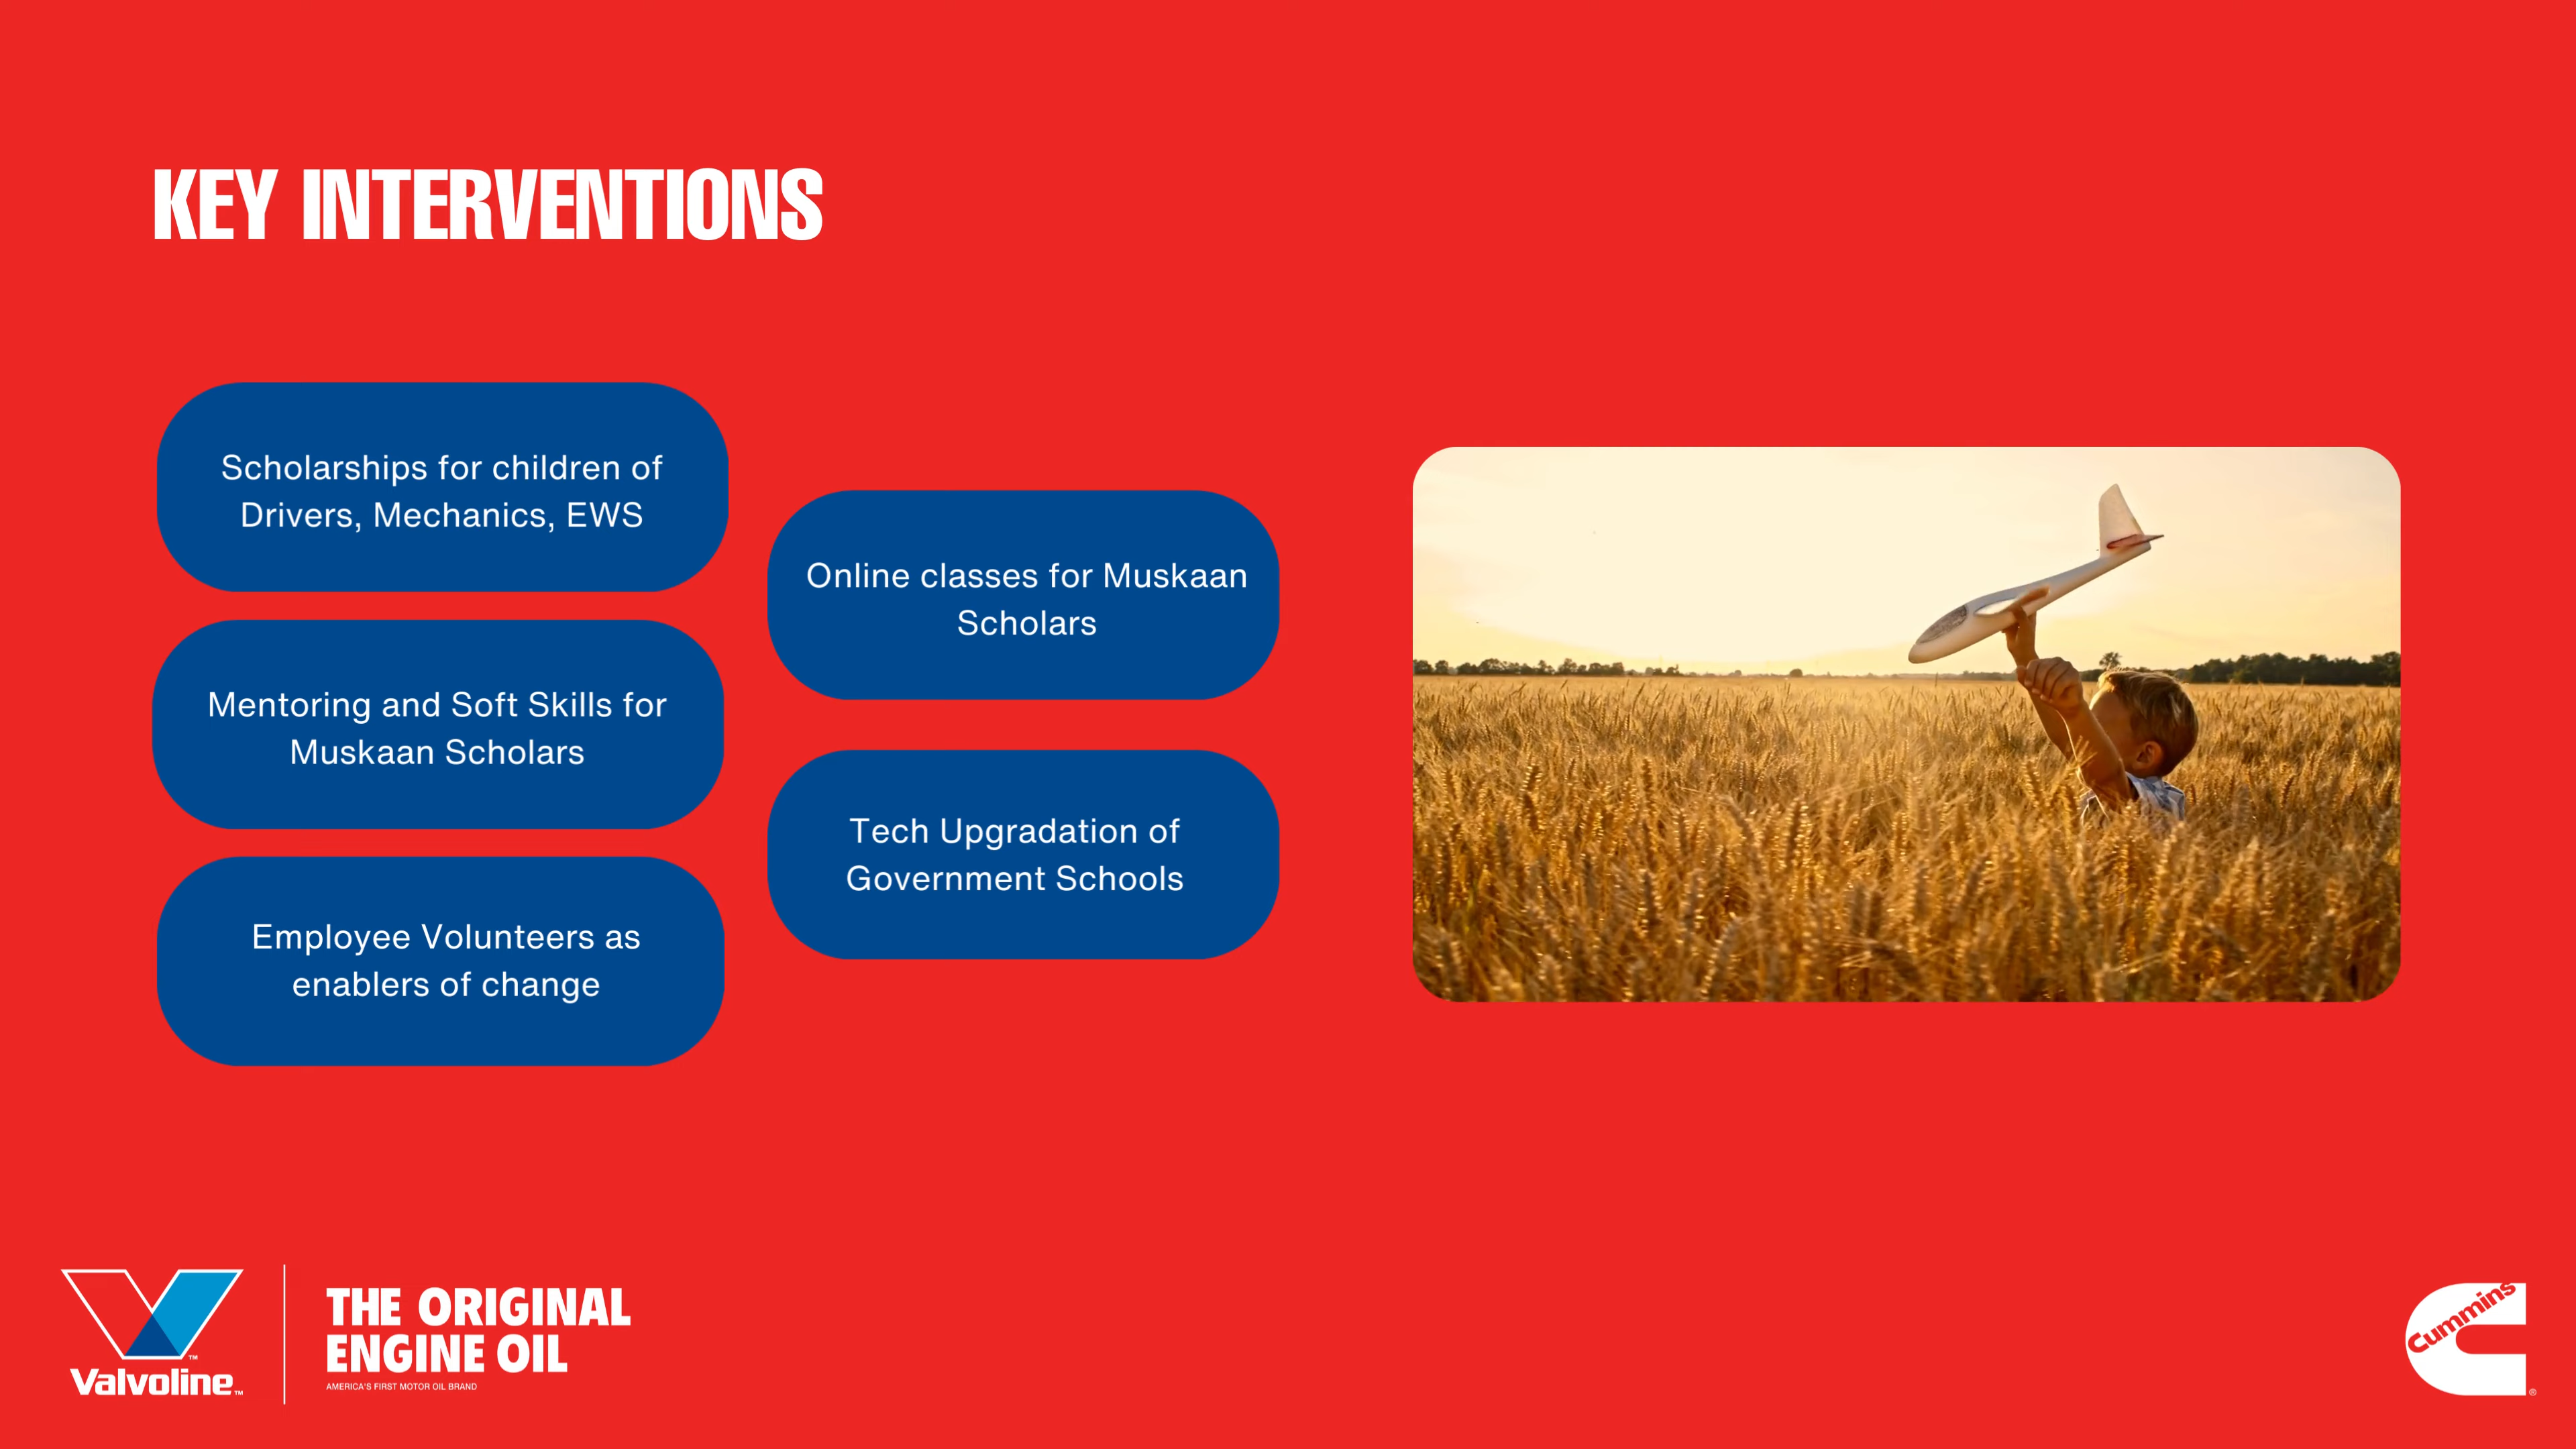 KEY INTERVENTIONS
Scholarships for children of
Drivers, Mechanics, EWS
Mentoring and Soft Skills for
Muskaan Scholars
Employee Volunteers as
enablers of change
Online classes for Muskaan
Scholars
Tech Upgradation of
Government Schools
Valvoline™
THE ORIGINAL
ENGINE OIL
AMERICA'S FIRST MOTOR OIL BRAND
Cummins